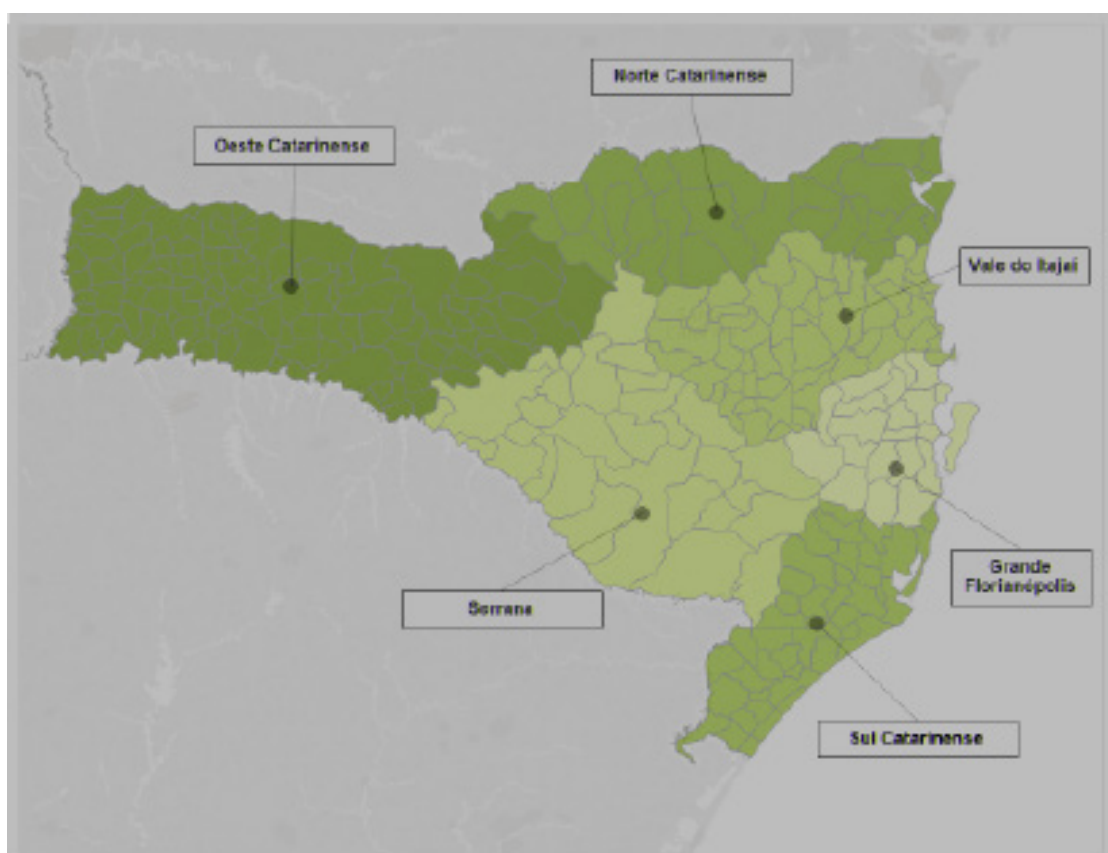 Norte Catarinense
Oeste Catarinense
Vale do Itajaí
Grande
Florianópolis
Serrana
Sul Catarinense